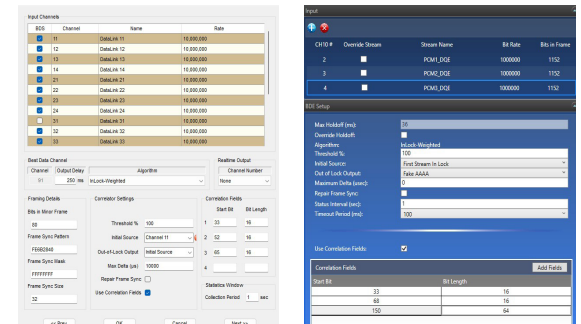 Input Channels
BDS Channel Name Rate
11 DataLink 11 10,000,000
12 DataLink 12 10,000,000
13 DataLink 13 10,000,000
14 DataLink 14 10,000,000
21 DataLink 21 10,000,000
22 DataLink 22 10,000,000
23 DataLink 23 10,000,000
24 DataLink 24 10,000,000
31 DataLink 31 10,000,000
32 DataLink 32 10,000,000
33 DataLink 33 10,000,000
Best Data Channel
Channel Output Delay Algorithm
250 ms InLock-Weighted
Realtime Output
Channel Number
None
Framing Details
Bits in Minor Frame
80
Frame Sync Pattern
FE6B2840
Frame Sync Mask
FFFFFFFF
Frame Sync Size
32
Correlator Settings
Threshold % 100
Initial Source Channel 11
Out-of-Lock Output Initial Source
Max Delta (us) 10000
Repair Frame Sync
Use Correlation Fields
Correlation Fields
Start Bit Bit Length
1 33 16
2 52 16
3 65 16
4
Statistics Window
Collection Period 1 sec
<< Prev OK Cancel Next >>
Input
CH10 # Override Stream Stream Name Bit Rate Bits in Frame
2 PCM1_DQE 1000000 1152
3 PCM2_DQE 1000000 1152
4 PCM3_DQE 1000000 1152
BDE Setup
Max Holdoff (ms): 36
Override Holdoff:
Algorithm: InLock-Weighted
Threshold %: 100
Initial Source: First Stream In Lock
Out of Lock Output: Fake AAAA
Maximum Delta (usec): 0
Repair Frame Sync:
Status Interval (sec): 1
Timeout Period (ms): 100
Use Correlation Fields:
Correlation Fields Add Fields
Start Bit Bit Length
33 16
68 16
150 64